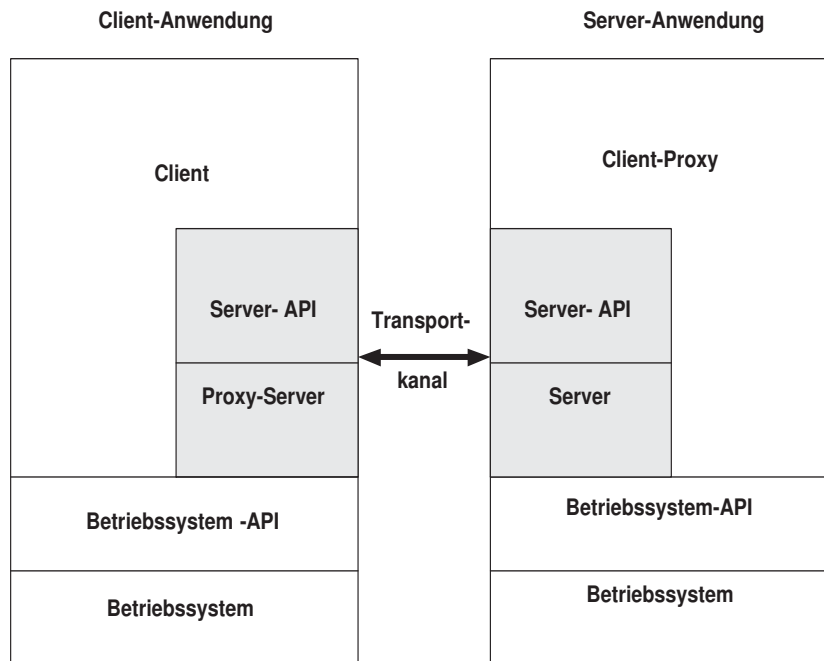 Client-Anwendung
Server-Anwendung
Client
Client-Proxy
Server- API
Transport-
kanal
Server- API
Proxy-Server
Server
Betriebssystem -API
Betriebssystem-API
Betriebssystem
Betriebssystem